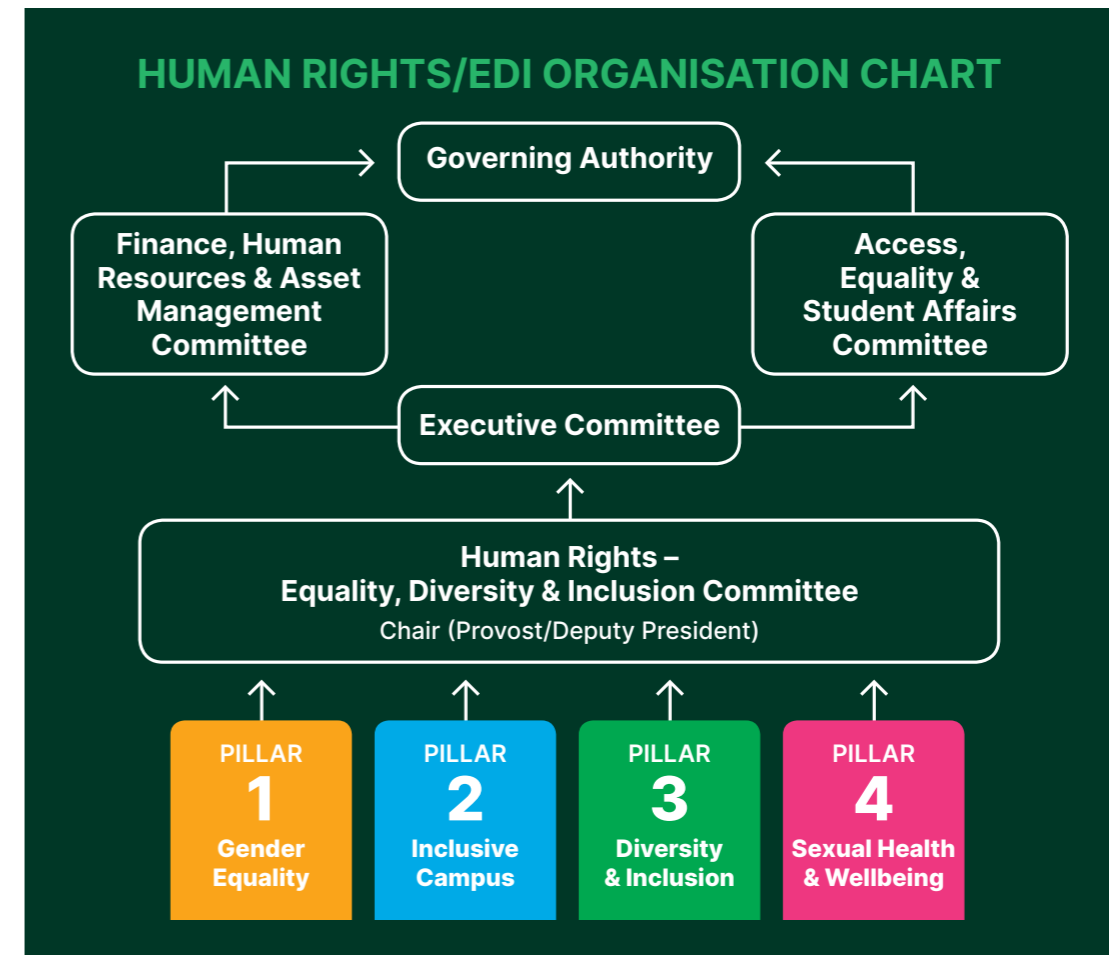 HUMAN RIGHTS/EDI ORGANISATION CHART
Governing Authority
Finance, Human
Resources & Asset
Management
Committee
Access,
Equality &
Student Affairs
Committee
Executive Committee
Human Rights –
Equality, Diversity & Inclusion Committee
Chair (Provost/Deputy President)
PILLAR
1
Gender
Equality
PILLAR
2
Inclusive
Campus
PILLAR
3
Diversity
& Inclusion
PILLAR
4
Sexual Health
& Wellbeing